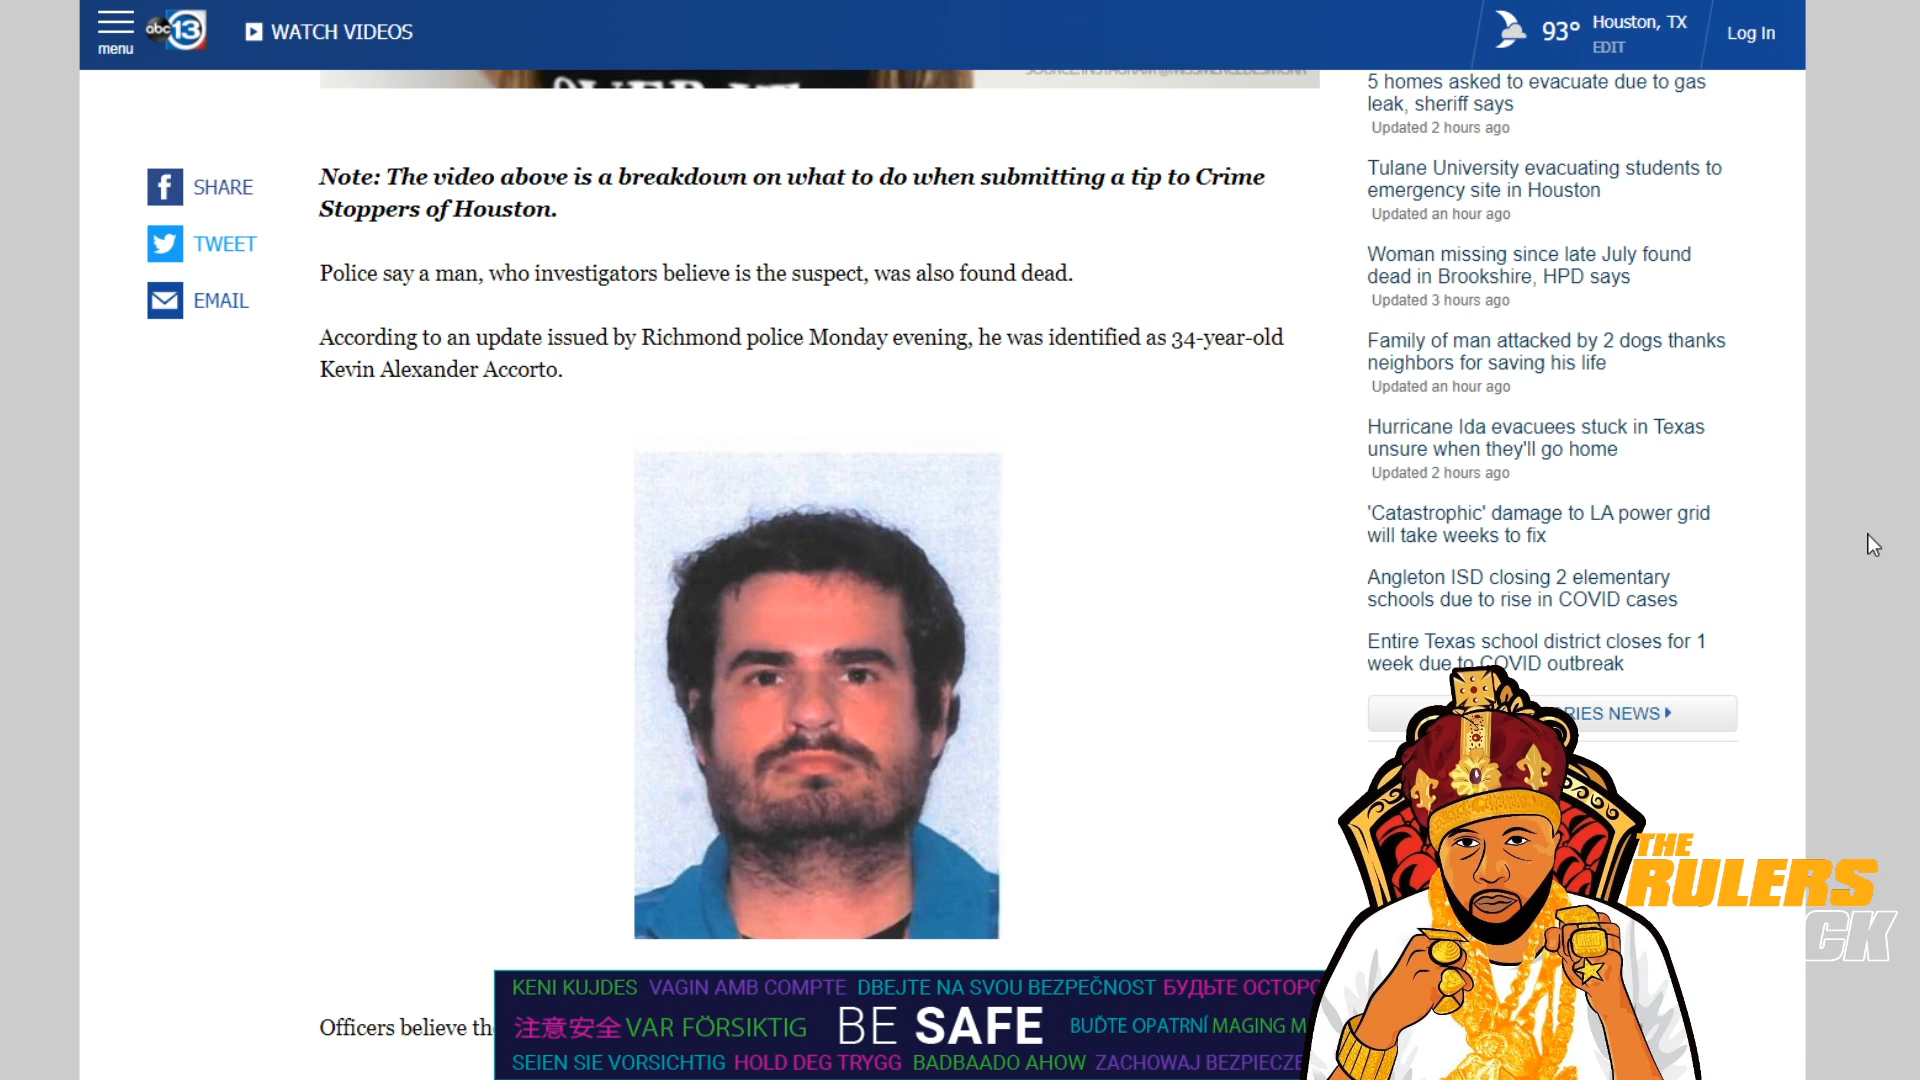 menu
abc 13
WATCH VIDEOS
93°
Houston, TX
EDIT
Log In
SHARE
TWEET
EMAIL
Note: The video above is a breakdown on what to do when submitting a tip to Crime
Stoppers of Houston.
Police say a man, who investigators believe is the suspect, was also found dead.
According to an update issued by Richmond police Monday evening, he was identified as 34-year-old
Kevin Alexander Accorto.
Officers believe
5 homes asked to evacuate due to gas
leak, sheriff says
Updated 2 hours ago
Tulane University evacuating students to
emergency site in Houston
Updated an hour ago
Woman missing since late July found
dead in Brookshire, HPD says
Updated 3 hours ago
Family of man attacked by 2 dogs thanks
neighbors for saving his life
Updated an hour ago
Hurricane Ida evacuees stuck in Texas
unsure when they'll go home
Updated 2 hours ago
'Catastrophic' damage to LA power grid
will take weeks to fix
Angleton ISD closing 2 elementary
schools due to rise in COVID cases
Entire Texas school district closes for 1
week due to COVID outbreak
NEWS
KENI KUJDES VAGIN AMB COMPTE DBEJTE NA SVOU BEZPEČNOST БУДЬТЕ
注意安全 VAR FÖRSIKTIG BE SAFE BUĎTE OPATRNÍ MAGING
SEIEN SIE VORSICHTIG HOLD DEG TRYGG BADBAADO AHOW ZACHOWAJ
THE
RULERS
CK